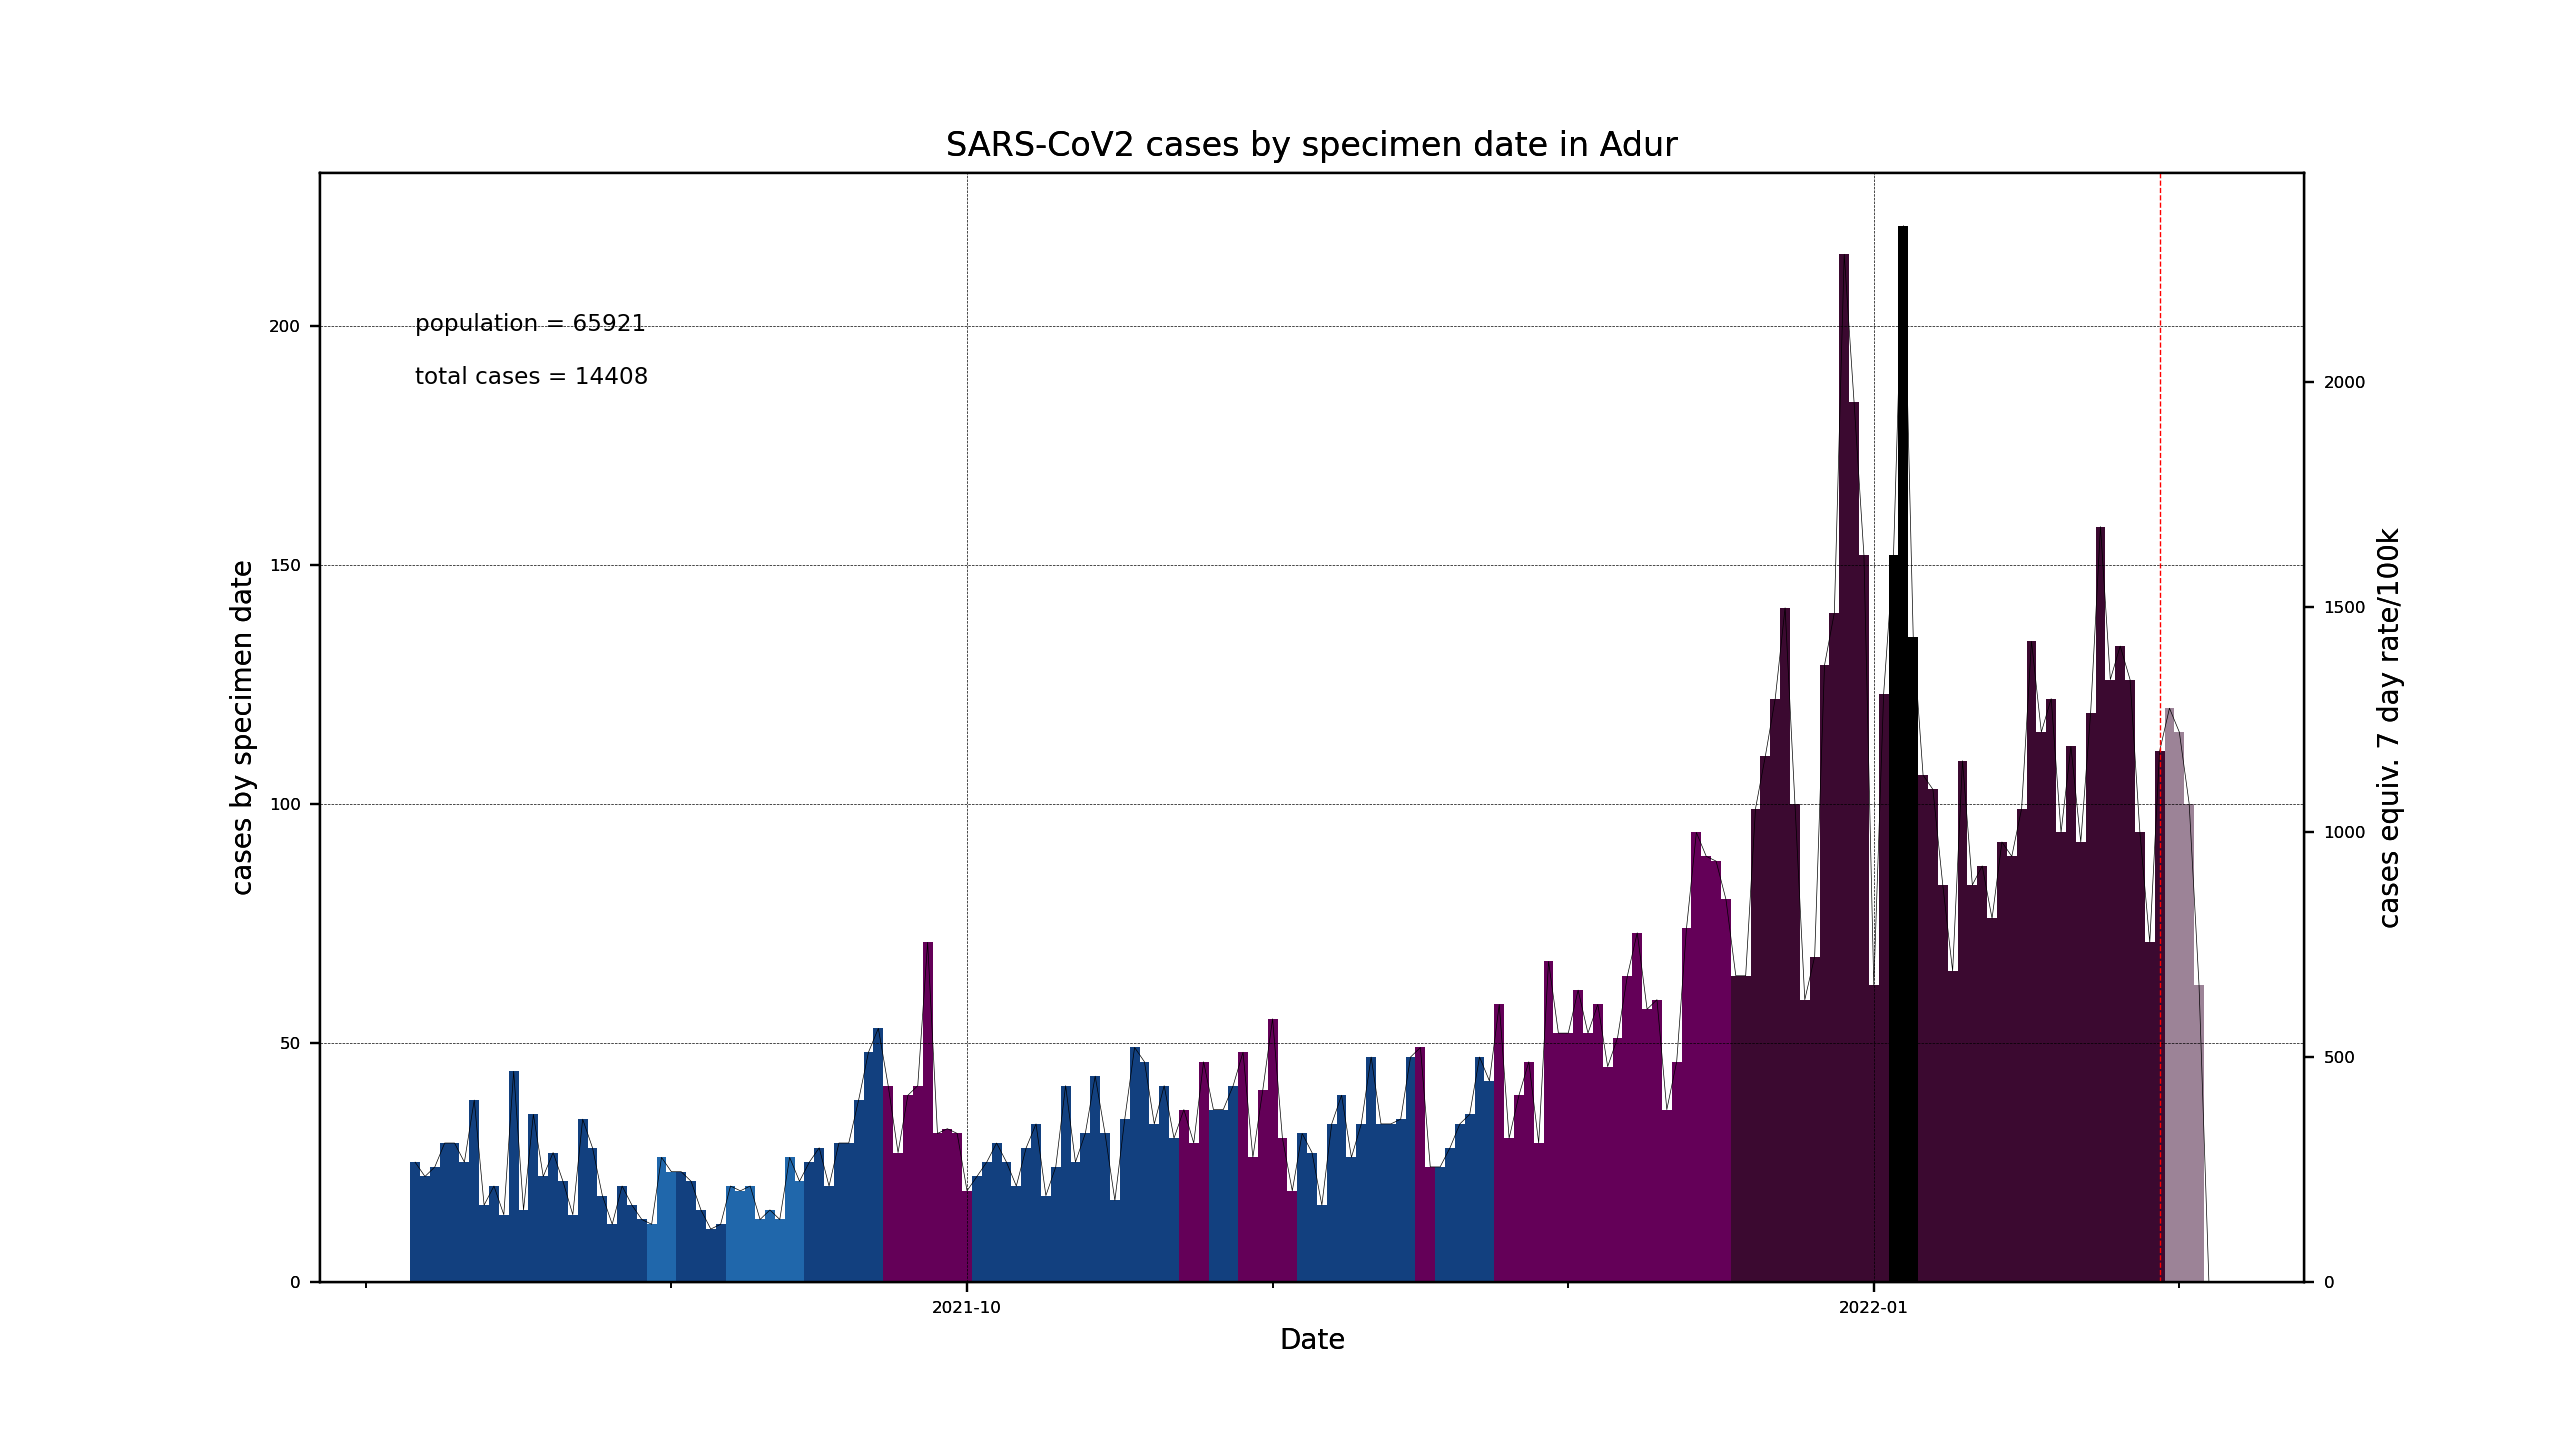 SARS-CoV2 cases by specimen date in Adur
population = 65921
total cases = 14408
cases by specimen date
200
150
100
50
0
2000
1500
1000
500
0
cases equiv. 7 day rate/100k
2021-10
2022-01
Date